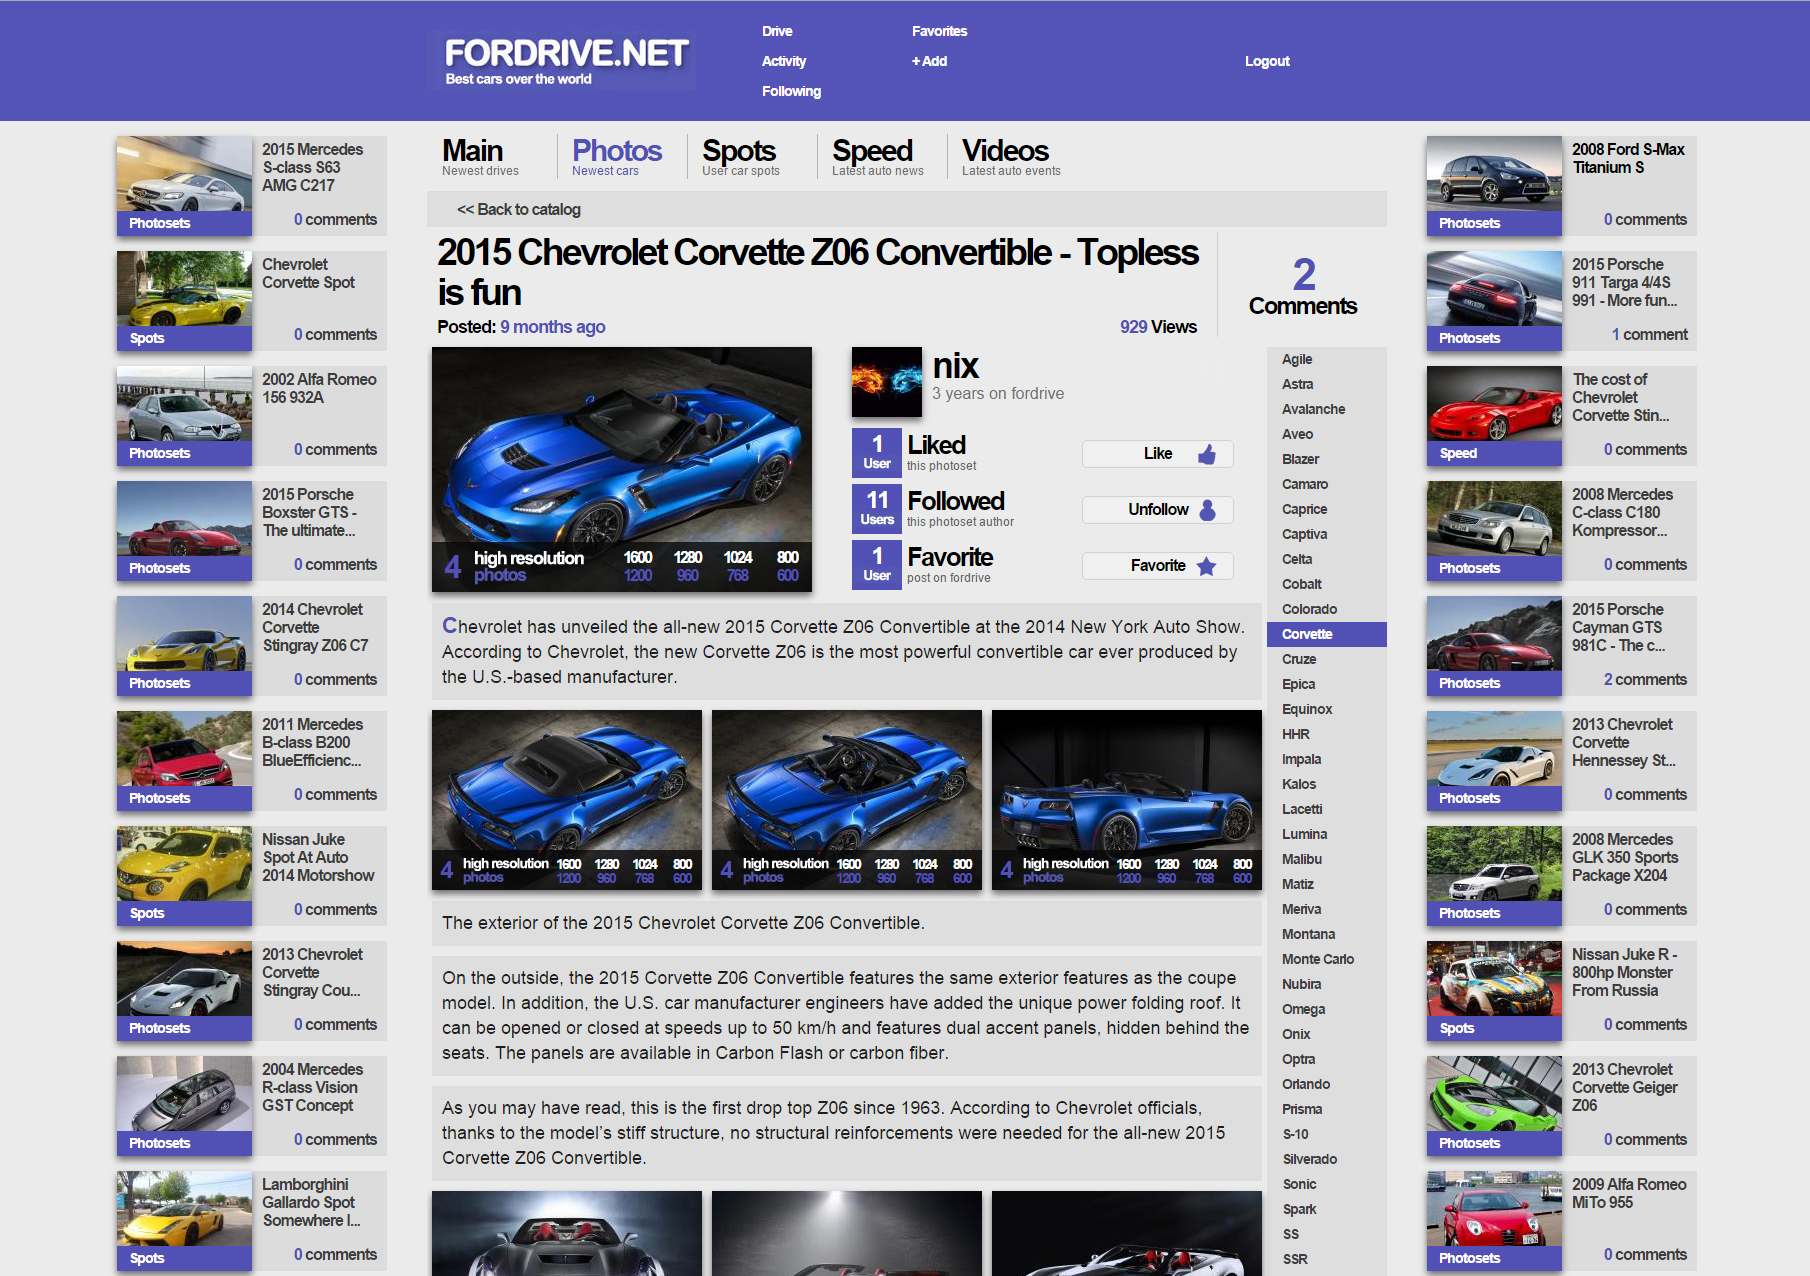 FORDRIVE.NET
Best cars over the world
Drive
Activity
Following
Favorites
+ Add
Logout
2015 Mercedes
S-class S63
AMG C217
Photosets
0 comments
Chevrolet
Corvette Spot
Spots
0 comments
2002 Alfa Romeo
156 932A
Photosets
0 comments
2015 Porsche
Boxster GTS -
The ultimate...
Photosets
0 comments
2014 Chevrolet
Corvette
Stingray Z06 C7
Photosets
0 comments
2011 Mercedes
B-class B200
BlueEfficienc...
Photosets
0 comments
Nissan Juke
Spot At Auto
2014 Motorshow
Spots
0 comments
2013 Chevrolet
Corvette
Stingray Cou...
Photosets
0 comments
2004 Mercedes
R-class Vision
GST Concept
Photosets
0 comments
Lamborghini
Gallardo Spot
Somewhere I...
Spots
0 comments
Main
Newest drives
Photos
Newest cars
Spots
User car spots
Speed
Latest auto news
Videos
Latest auto events
<< Back to catalog
2015 Chevrolet Corvette Z06 Convertible - Topless
is fun
Posted: 9 months ago
929 Views
2
Comments
4 high resolution photos
1600 1280 1024 800
1200 960 768 600
nix
3 years on fordrive
1 User
Liked
this photoset
Like
11 Users
Followed
this photoset author
Unfollow
1 User
Favorite
post on fordrive
Favorite
Chevrolet has unveiled the all-new 2015 Corvette Z06 Convertible at the 2014 New York Auto Show.
According to Chevrolet, the new Corvette Z06 is the most powerful convertible car ever produced by
the U.S.-based manufacturer.
4 high resolution photos
1600 1280 1024 800
1200 960 768 600
4 high resolution photos
1600 1280 1024 800
1200 960 768 600
4 high resolution photos
1600 1280 1024 800
1200 960 768 600
The exterior of the 2015 Chevrolet Corvette Z06 Convertible.
On the outside, the 2015 Corvette Z06 Convertible features the same exterior features as the coupe
model. In addition, the U.S. car manufacturer engineers have added the unique power folding roof. It
can be opened or closed at speeds up to 50 km/h and features dual accent panels, hidden behind the
seats. The panels are available in Carbon Flash or carbon fiber.
As you may have read, this is the first drop top Z06 since 1963. According to Chevrolet officials,
thanks to the model’s stiff structure, no structural reinforcements were needed for the all-new 2015
Corvette Z06 Convertible.
Agile
Astra
Avalanche
Aveo
Blazer
Camaro
Caprice
Captiva
Celta
Cobalt
Colorado
Corvette
Cruze
Epica
Equinox
HHR
Impala
Kalos
Lacetti
Lumina
Malibu
Matiz
Meriva
Montana
Monte Carlo
Nubira
Omega
Onix
Optra
Orlando
Prisma
S-10
Silverado
Sonic
Spark
SS
SSR
2008 Ford S-Max
Titanium S
Photosets
0 comments
2015 Porsche
911 Targa 4/4S
991 - More fun...
Photosets
1 comment
The cost of
Chevrolet
Corvette Stin...
Speed
0 comments
2008 Mercedes
C-class C180
Kompressor...
Photosets
0 comments
2015 Porsche
Cayman GTS
981C - The c...
Photosets
2 comments
2013 Chevrolet
Corvette
Hennessey St...
Photosets
0 comments
2008 Mercedes
GLK 350 Sports
Package X204
Photosets
0 comments
Nissan Juke R -
800hp Monster
From Russia
Spots
0 comments
2013 Chevrolet
Corvette Geiger
Z06
Photosets
0 comments
2009 Alfa Romeo
MiTo 955
Photosets
0 comments